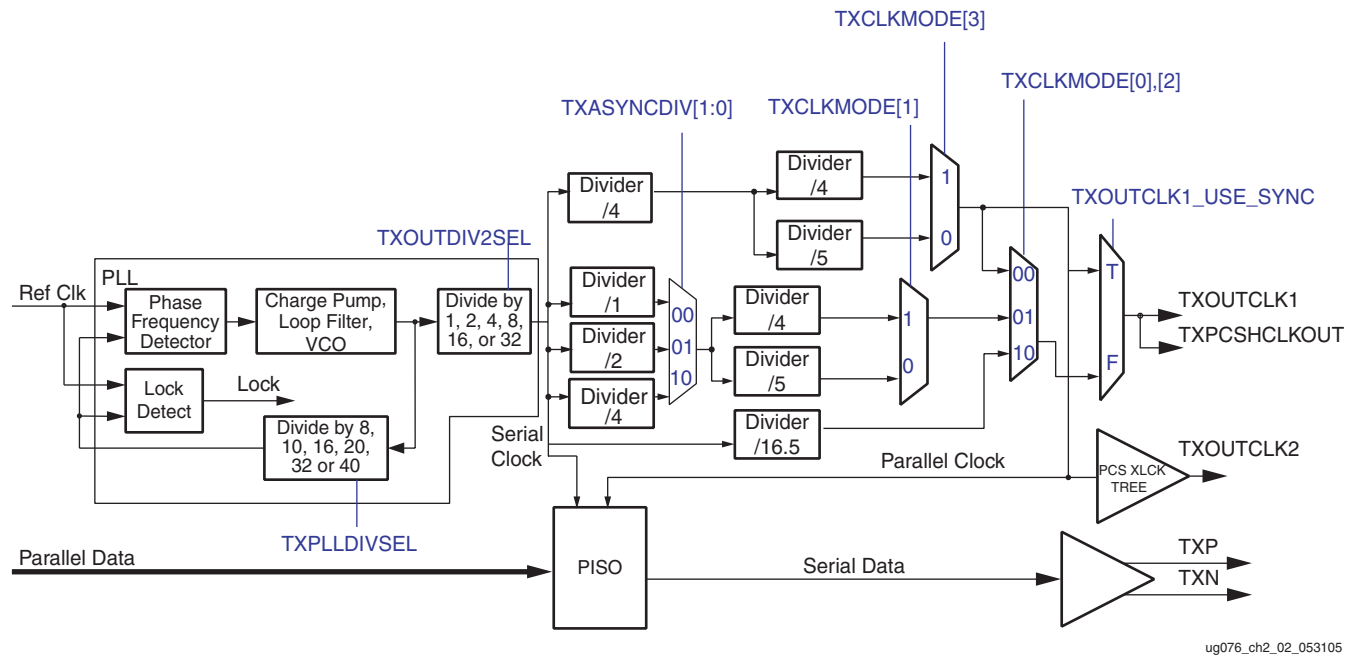 TXCLKMODE[3]
TXCLKMODE[0],[2]
TXASYNCDIV[1:0]
TXCLKMODE[1]
Divider
/4
Divider
/4
1
TXOUTCLK1_USE_SYNC
TXOUTDIV2SEL
Divider
/5
0
PLL
Ref Clk
Phase
Frequency
Detector
Charge Pump,
Loop Filter,
VCO
Divide by
1, 2, 4, 8,
16, or 32
Divider
/1
Divider
/2
Divider
/4
00
01
10
Divider
/4
Divider
/5
Divider
/16.5
1
0
00
01
10
T
F
TXOUTCLK1
TXPCSHCLKOUT
Lock
Detect
Lock
Divide by 8,
10, 16, 20,
32 or 40
Serial
Clock
Parallel Clock
PCS XLCK
TREE
TXOUTCLK2
TXPLLDIVSEL
Parallel Data
PISO
Serial Data
TXP
TXN
ug076_ch2_02_053105